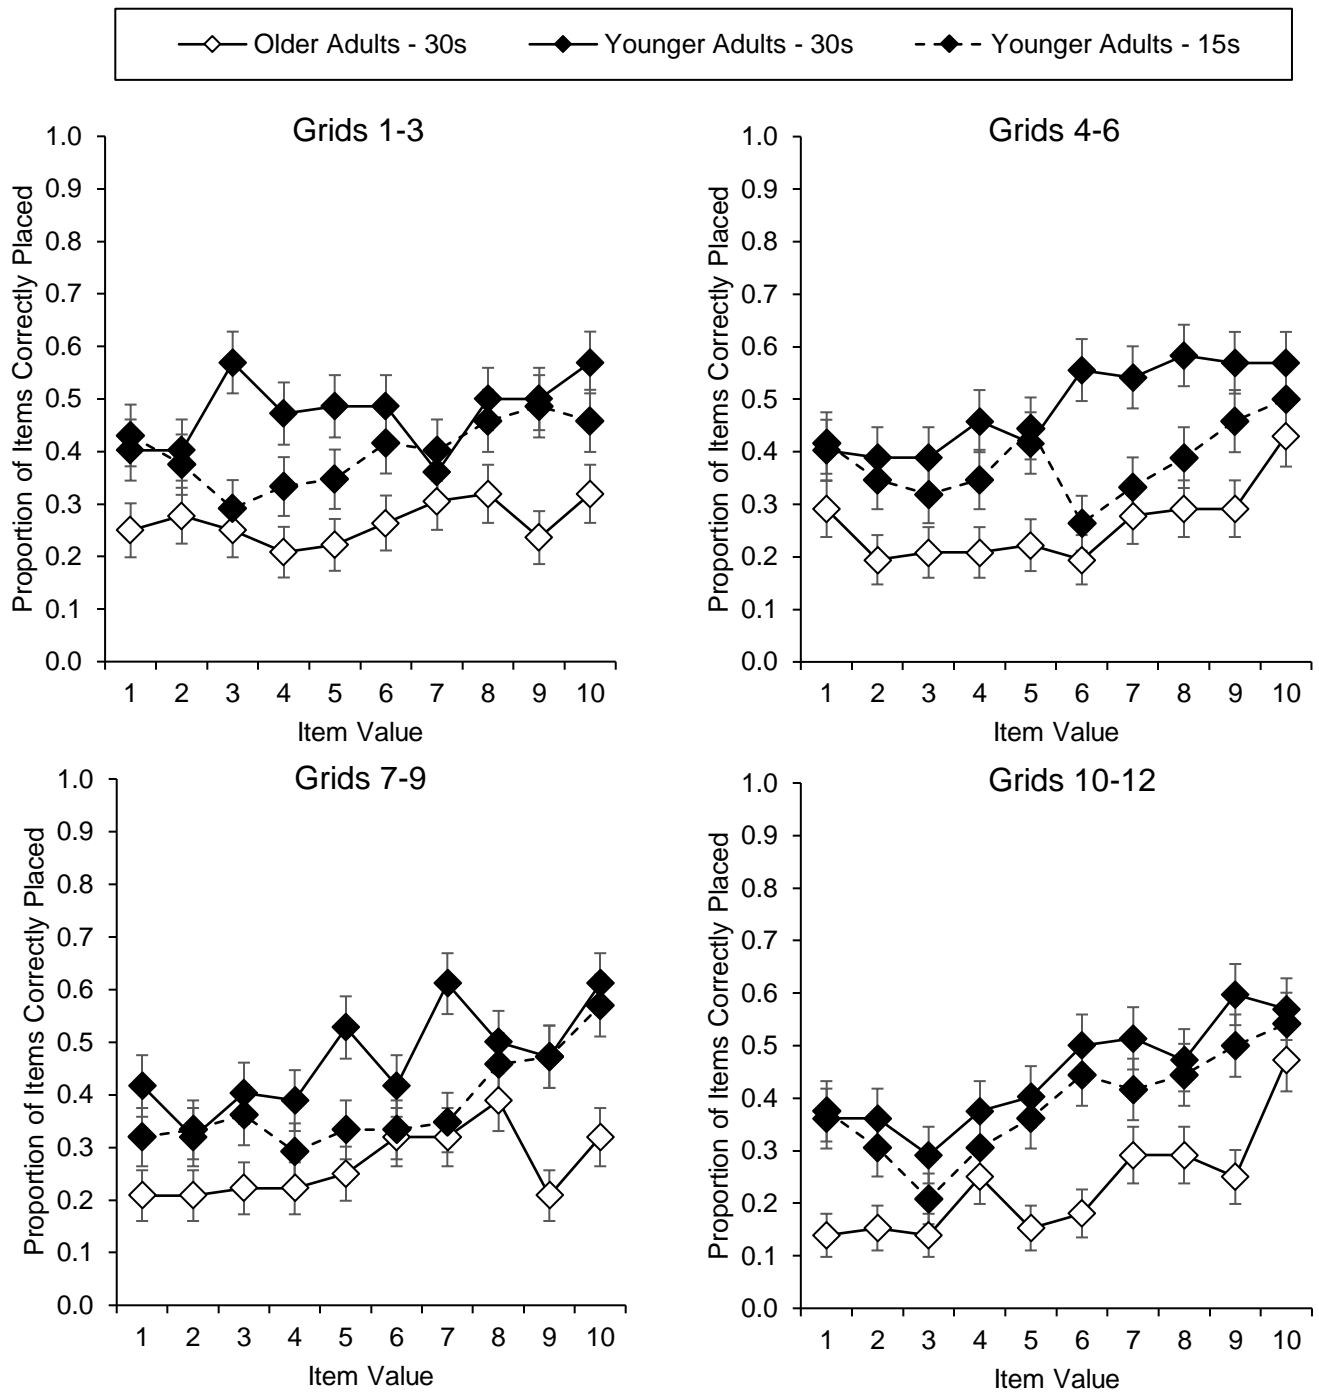 Older Adults - 30s Younger Adults - 30s Younger Adults - 15s
Grids 1-3
Proportion of Items Correctly Placed
1.0
0.9
0.8
0.7
0.6
0.5
0.4
0.3
0.2
0.1
0.0
1 2 3 4 5 6 7 8 9 10
Item Value
Grids 4-6
Proportion of Items Correctly Placed
1.0
0.9
0.8
0.7
0.6
0.5
0.4
0.3
0.2
0.1
0.0
1 2 3 4 5 6 7 8 9 10
Item Value
Grids 7-9
Proportion of Items Correctly Placed
1.0
0.9
0.8
0.7
0.6
0.5
0.4
0.3
0.2
0.1
0.0
1 2 3 4 5 6 7 8 9 10
Item Value
Grids 10-12
Proportion of Items Correctly Placed
1.0
0.9
0.8
0.7
0.6
0.5
0.4
0.3
0.2
0.1
0.0
1 2 3 4 5 6 7 8 9 10
Item Value